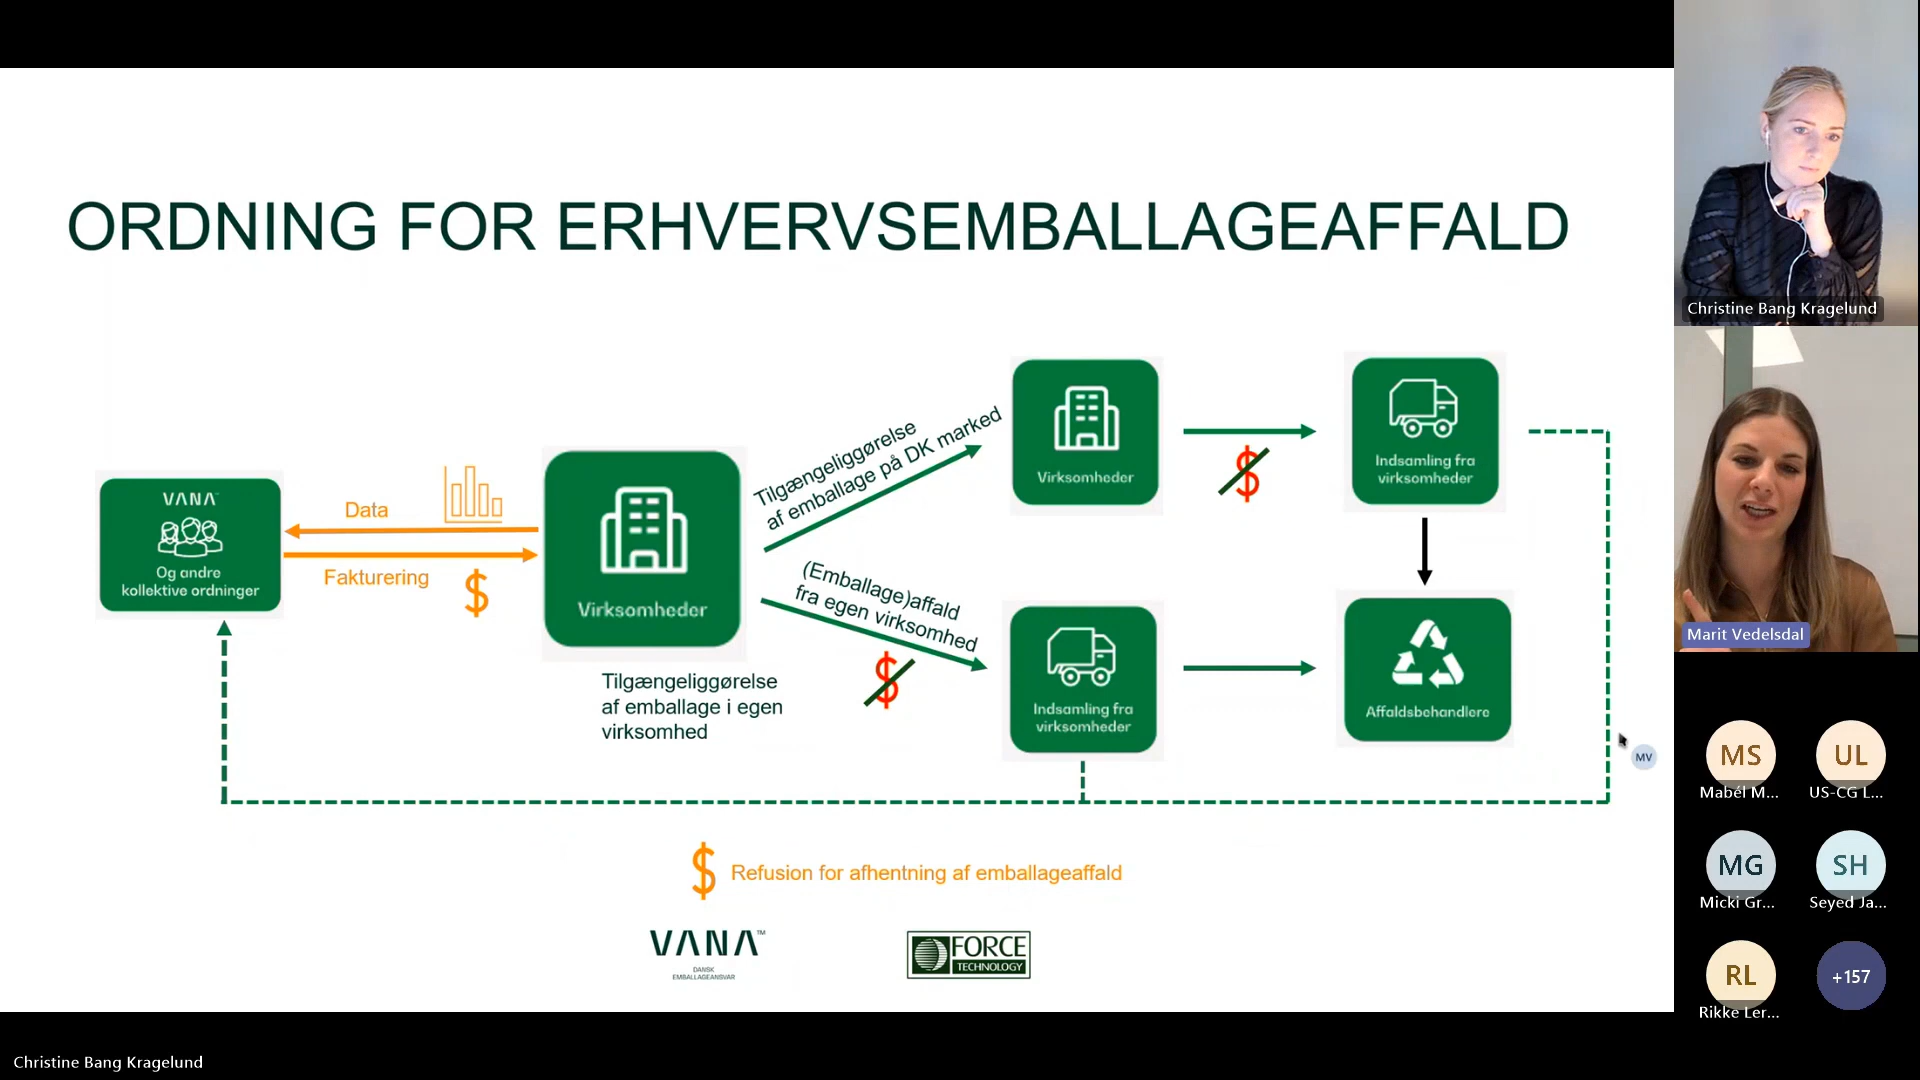 ORDNING FOR ERHVERVSEMBALLAGEAFFALD
VANA
Og andre
kollektive ordninger
Data
Fakturering
$
Virksomheder
Tilgængeliggørelse
af emballage i egen
virksomhed
Tilgængeliggørelse
af emballage på DK marked
(Emballage)affald
fra egen virksomhed
$
Virksomheder
$
Indsamling fra
virksomheder
Indsamling fra
virksomheder
Affaldsbehandlere
$ Refusion for afhentning af emballageaffald
VANA™
DANSK
EMBALLAGEANSVAR
FORCE
TECHNOLOGY
MV
Christine Bang Kragelund
Marit Vedelsdal
MS
Mabél M...
UL
US-CG L...
MG
Micki Gr...
SH
Seyed Ja...
RL
Rikke Ler...
+157
Christine Bang Kragelund